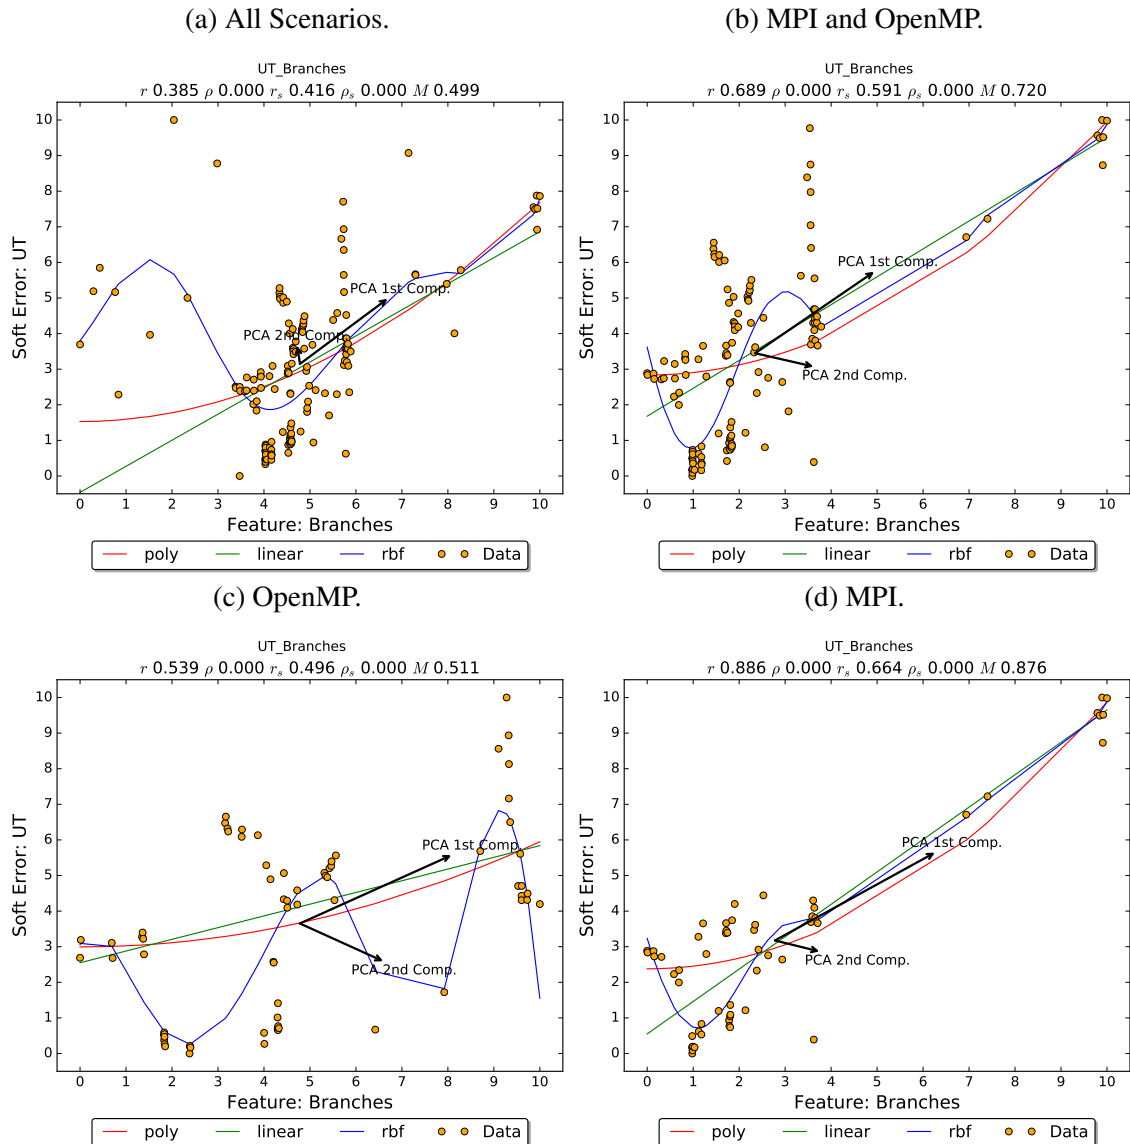 (a) All Scenarios.
UT_Branches
r 0.385 ρ 0.000 r_s 0.416 ρ_s 0.000 M 0.499
10
9
8
7
6
5
4
3
2
1
0
Soft Error: UT
PCA 1st Comp.
PCA 2nd Comp.
0 1 2 3 4 5 6 7 8 9 10
Feature: Branches
poly linear rbf Data
(b) MPI and OpenMP.
UT_Branches
r 0.689 ρ 0.000 r_s 0.591 ρ_s 0.000 M 0.720
10
9
8
7
6
5
4
3
2
1
0
Soft Error: UT
PCA 1st Comp.
PCA 2nd Comp.
0 1 2 3 4 5 6 7 8 9 10
Feature: Branches
poly linear rbf Data
(c) OpenMP.
UT_Branches
r 0.539 ρ 0.000 r_s 0.496 ρ_s 0.000 M 0.511
10
9
8
7
6
5
4
3
2
1
0
Soft Error: UT
PCA 1st Comp.
PCA 2nd Comp.
0 1 2 3 4 5 6 7 8 9 10
Feature: Branches
poly linear rbf Data
(d) MPI.
UT_Branches
r 0.886 ρ 0.000 r_s 0.664 ρ_s 0.000 M 0.876
10
9
8
7
6
5
4
3
2
1
0
Soft Error: UT
PCA 1st Comp.
PCA 2nd Comp.
0 1 2 3 4 5 6 7 8 9 10
Feature: Branches
poly linear rbf Data